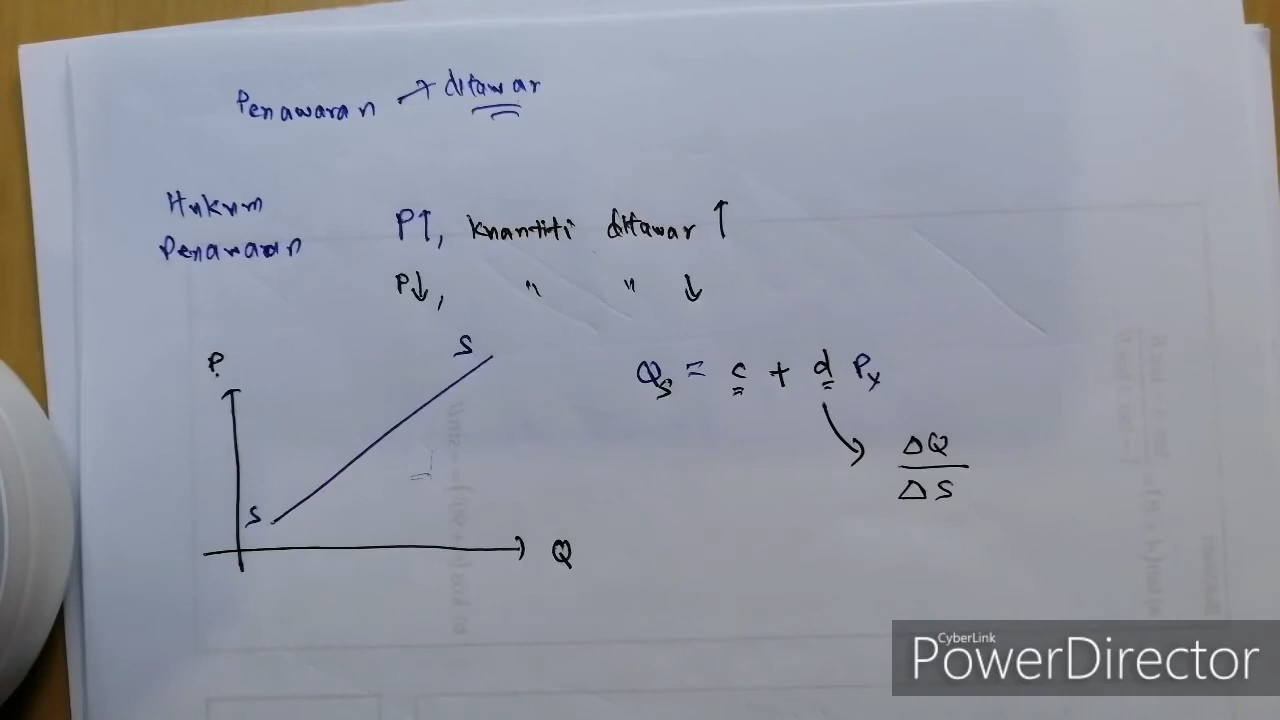 Penawaran → ditawar
Hukum
Penawaran
P↑, kuantiti ditawar ↑
P↓, " " ↓
P
S
S
Q
Qs = c + d Px
ΔQ
ΔS
CyberLink
PowerDirector